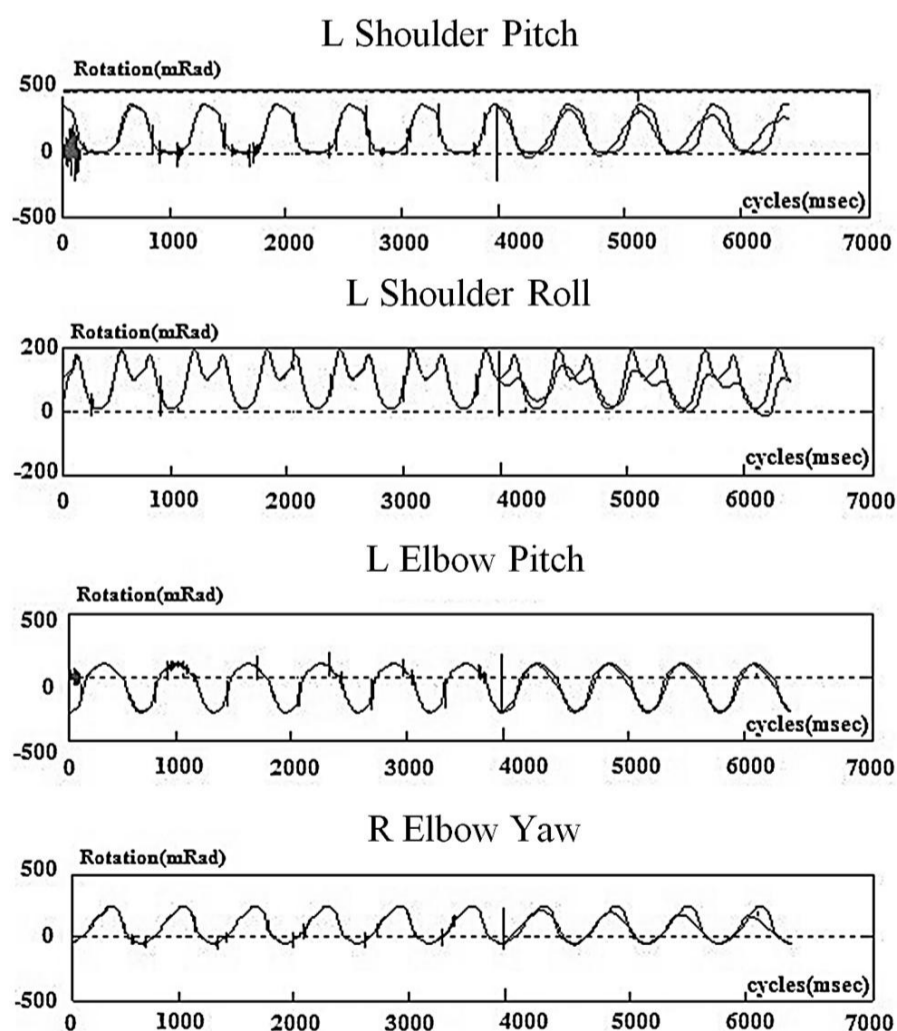 L Shoulder Pitch
Rotation(mRad)
500
0
-500
cycles(msec)
0 1000 2000 3000 4000 5000 6000 7000
L Shoulder Roll
Rotation(mRad)
200
0
-200
cycles(msec)
0 1000 2000 3000 4000 5000 6000 7000
L Elbow Pitch
Rotation(mRad)
500
0
-500
cycles(msec)
0 1000 2000 3000 4000 5000 6000 7000
R Elbow Yaw
Rotation(mRad)
500
0
-500
cycles(msec)
0 1000 2000 3000 4000 5000 6000 7000